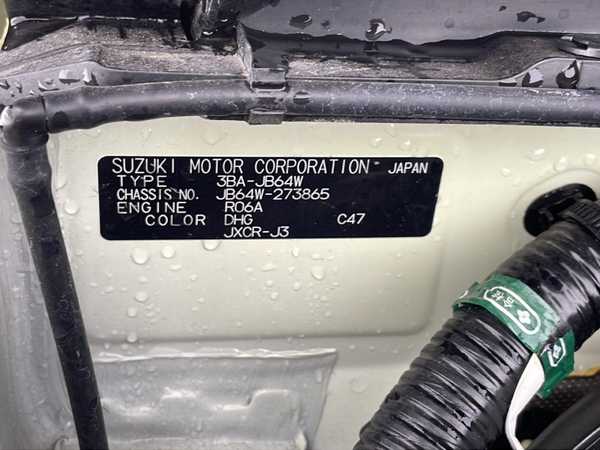 SUZUKI MOTOR CORPORATION JAPAN
TYPE 3BA-JB64W
CHASSIS NO. JB64W-273865
ENGINE R06A
COLOR DHG C47
JXCR-J3